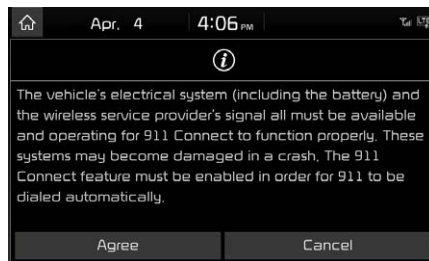 Apr. 4 4:06 PM
The vehicle's electrical system (including the battery) and
the wireless service provider's signal all must be available
and operating for 911 Connect to function properly. These
systems may become damaged in a crash. The 911
Connect feature must be enabled in order for 911 to be
dialed automatically.
Agree Cancel